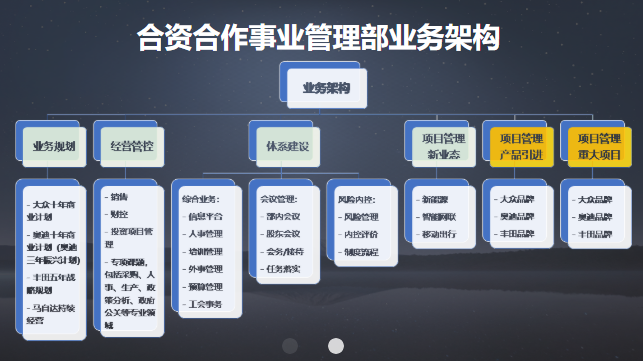 合资合作事业管理部业务架构
业务架构
业务规划
经营管控
体系建设
项目管理
新业态
项目管理
产品引进
项目管理
重大项目
- 大众十年商
业计划
- 奥迪十年商
业计划（奥迪
三年振兴计划）
- 丰田五年战
略规划
- 马自达持续
经营
- 销售
- 财控
- 投资项目管
理
- 专项课题，
包括采购、人
事、生产、政
策分析、政府
公关等专业领
域
综合业务：
- 信息平台
- 人事管理
- 培训管理
- 外事管理
- 预算管理
- 工会事务
会议管理：
- 部内会议
- 股东会议
- 会务/接待
- 任务落实
风险内控：
- 风险管理
- 内控评价
- 制度流程
- 新能源
- 智能网联
- 移动出行
- 大众品牌
- 奥迪品牌
- 丰田品牌
- 大众品牌
- 奥迪品牌
- 丰田品牌